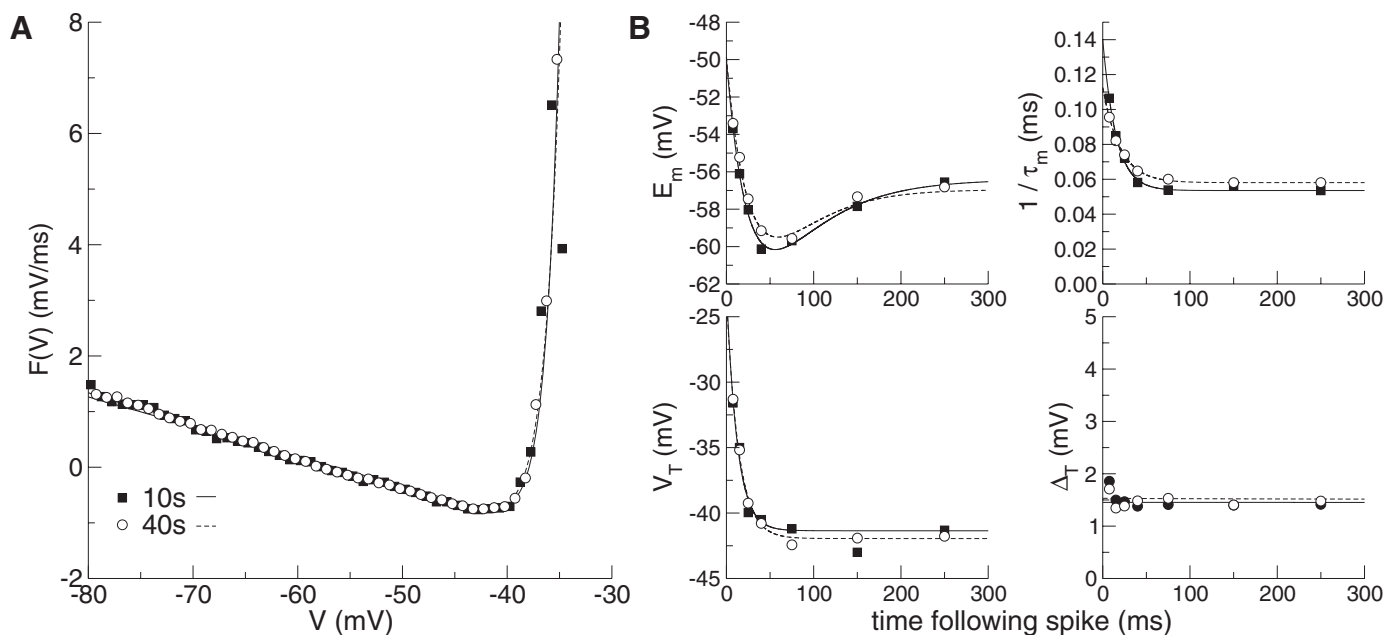 A
8
6
4
2
0
-2
F(V) (mV/ms)
10s
40s
-80 -70 -60 -50 -40 -30
V (mV)
B
-48
-50
-52
-54
-56
-58
-60
-62
E_m (mV)
0 100 200 300
0.14
0.12
0.10
0.08
0.06
0.04
0.02
0.00
1 / τ_m (ms)
0 100 200 300
-25
-30
-35
-40
-45
V_T (mV)
0 100 200 300
5
4
3
2
1
0
Δ_T (mV)
0 100 200 300
time following spike (ms)